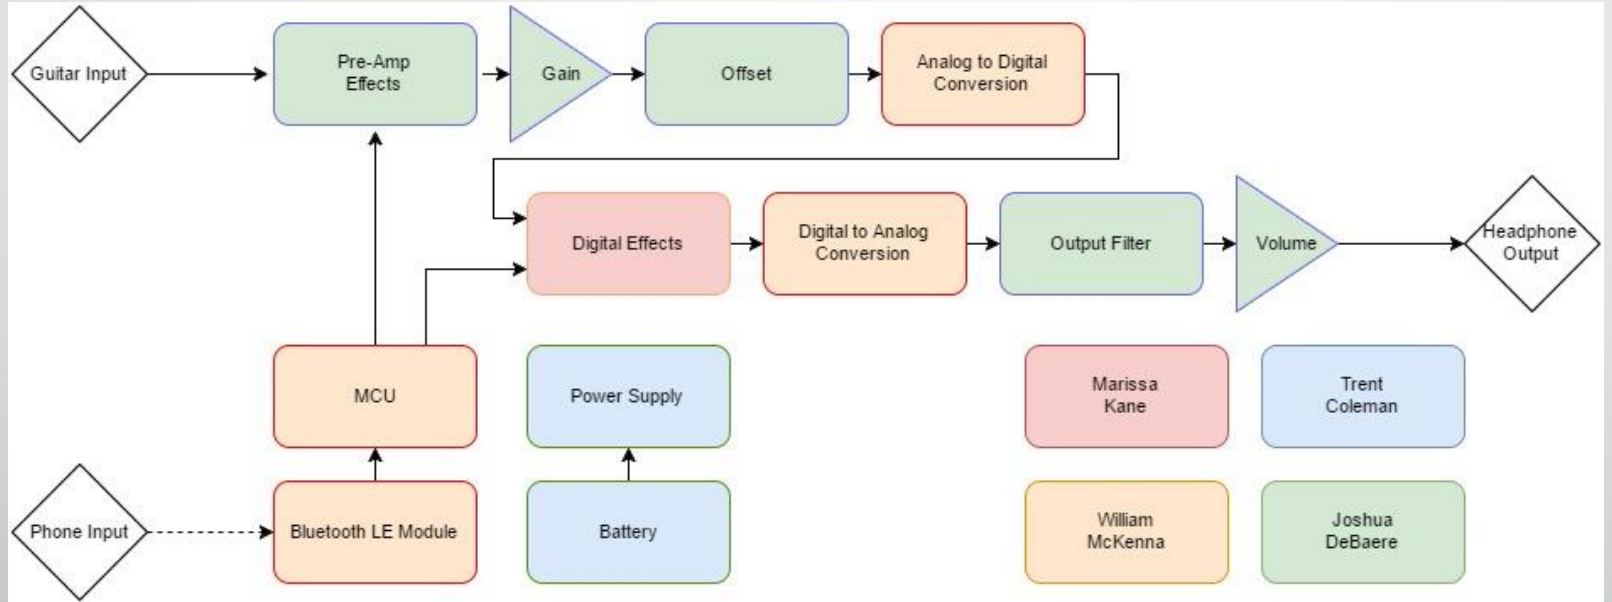 Guitar Input
Pre-Amp
Effects
Gain
Offset
Analog to Digital
Conversion
Digital Effects
Digital to Analog
Conversion
Output Filter
Volume
Headphone
Output
MCU
Power Supply
Marissa
Kane
Trent
Coleman
Phone Input
Bluetooth LE Module
Battery
William
McKenna
Joshua
DeBaere